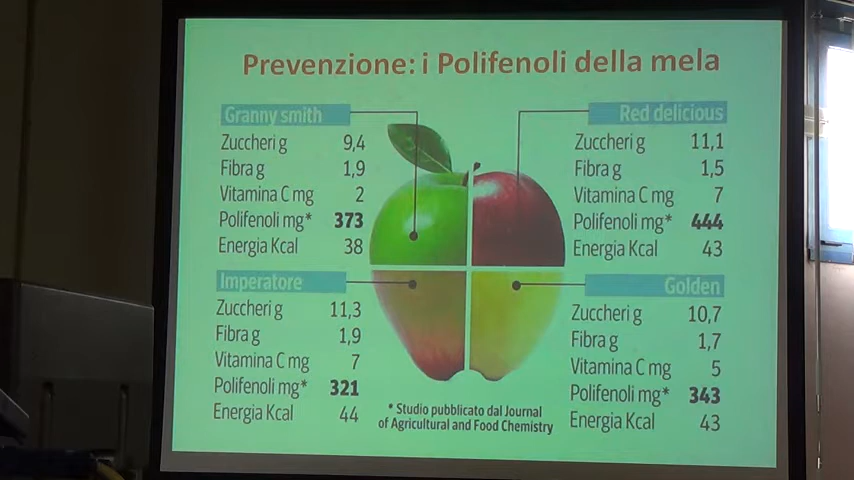 Prevenzione: i Polifenoli della mela
Granny smith
Zuccheri g 9,4
Fibra g 1,9
Vitamina C mg 2
Polifenoli mg* 373
Energia Kcal 38
Red delicious
Zuccheri g 11,1
Fibra g 1,5
Vitamina C mg 7
Polifenoli mg* 444
Energia Kcal 43
Imperatore
Zuccheri g 11,3
Fibra g 1,9
Vitamina C mg 7
Polifenoli mg* 321
Energia Kcal 44
Golden
Zuccheri g 10,7
Fibra g 1,7
Vitamina C mg 5
Polifenoli mg* 343
Energia Kcal 43
* Studio pubblicato dal Journal
of Agricultural and Food Chemistry